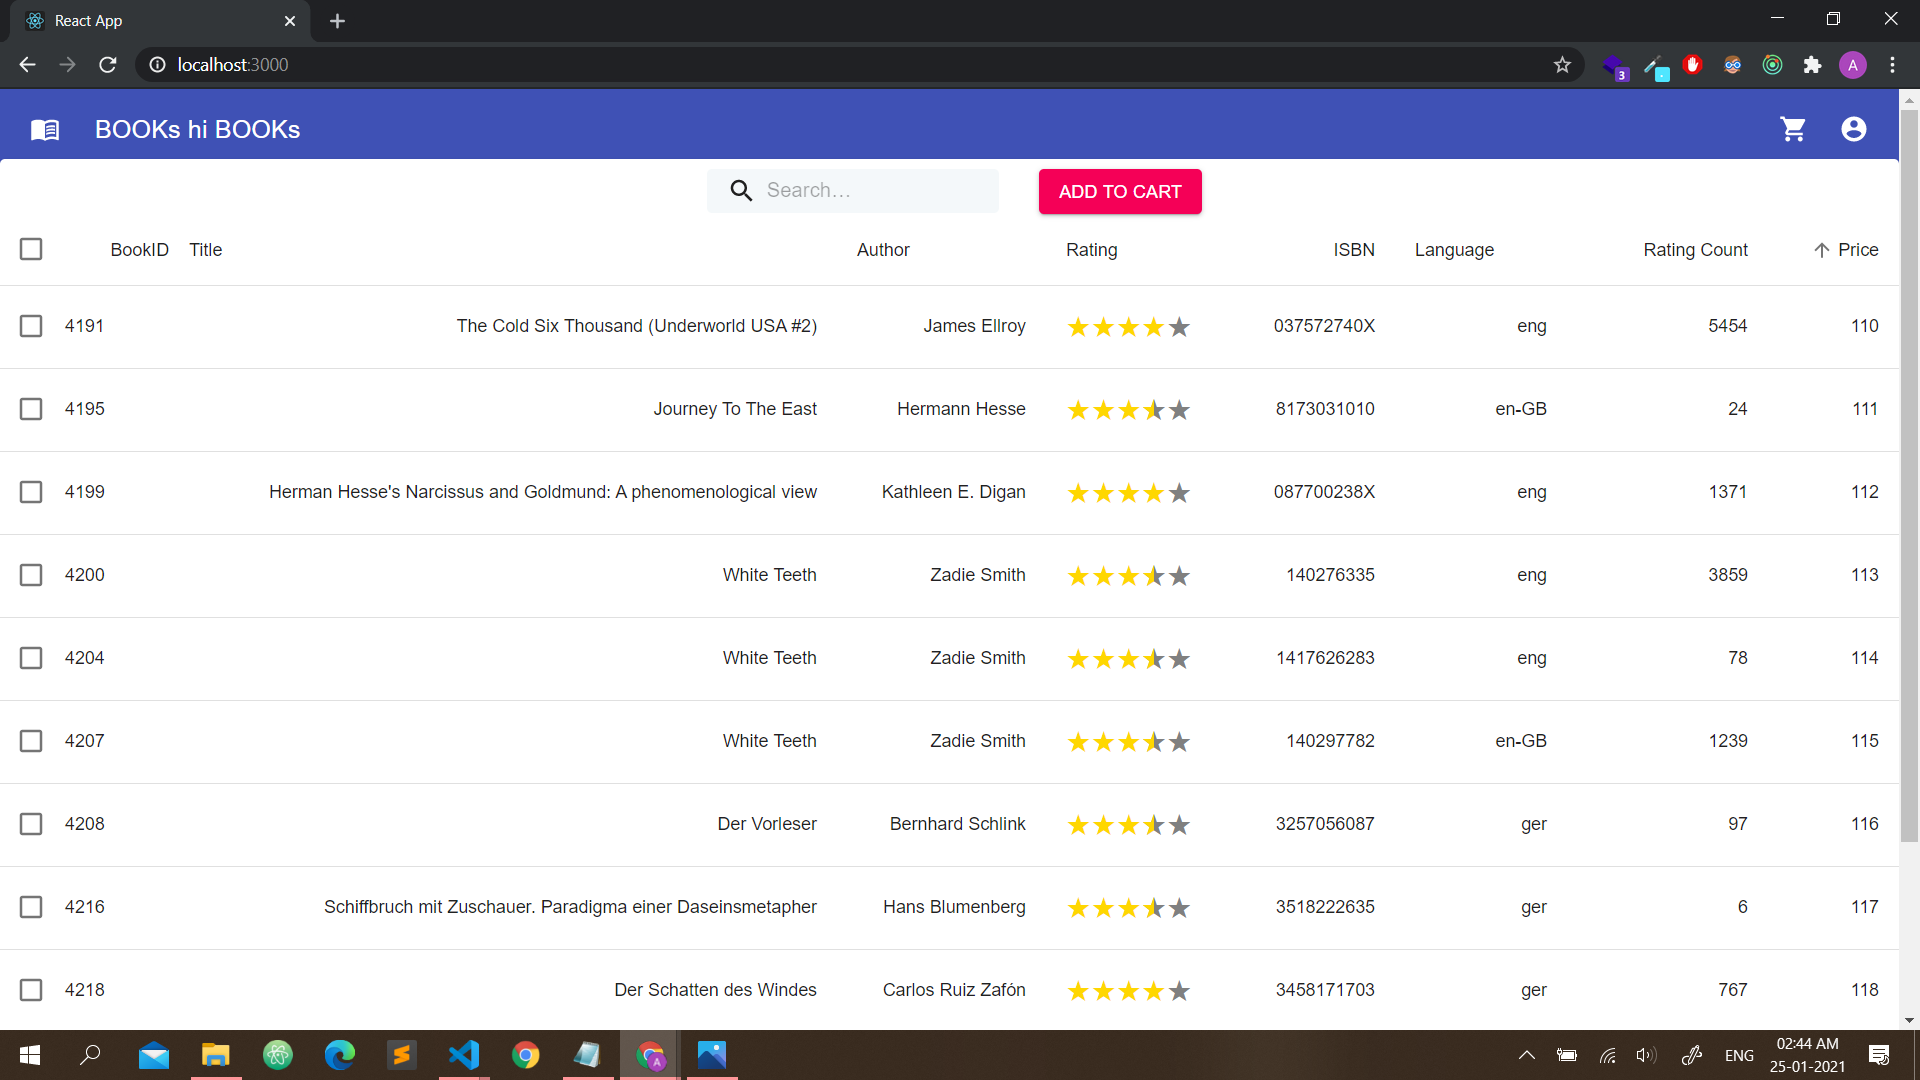 React App
localhost:3000
3
A
BOOKs hi BOOKs
Search…
ADD TO CART
BookID Title Author Rating ISBN Language Rating Count Price
4191 The Cold Six Thousand (Underworld USA #2) James Ellroy 037572740X eng 5454 110
4195 Journey To The East Hermann Hesse 8173031010 en-GB 24 111
4199 Herman Hesse's Narcissus and Goldmund: A phenomenological view Kathleen E. Digan 087700238X eng 1371 112
4200 White Teeth Zadie Smith 140276335 eng 3859 113
4204 White Teeth Zadie Smith 1417626283 eng 78 114
4207 White Teeth Zadie Smith 140297782 en-GB 1239 115
4208 Der Vorleser Bernhard Schlink 3257056087 ger 97 116
4216 Schiffbruch mit Zuschauer. Paradigma einer Daseinsmetapher Hans Blumenberg 3518222635 ger 6 117
4218 Der Schatten des Windes Carlos Ruiz Zafón 3458171703 ger 767 118
A
ENG
02:44 AM
25-01-2021